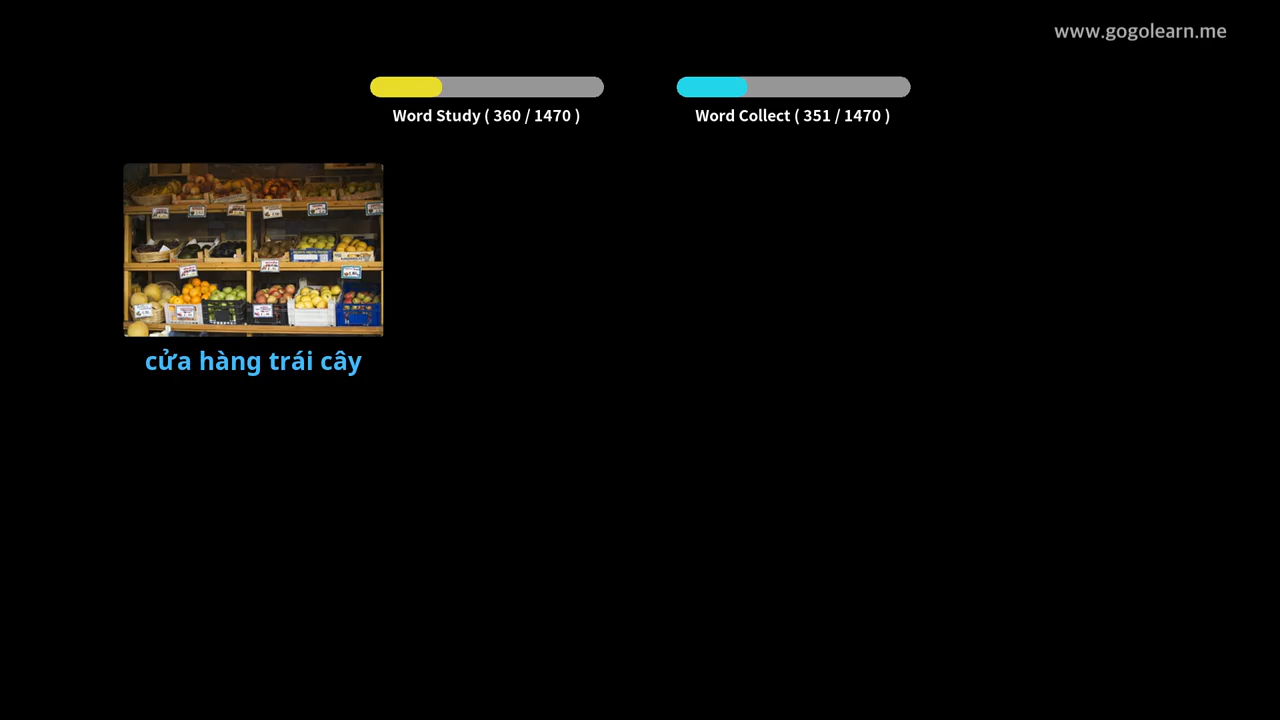 www.gogolearn.me
Word Study ( 360 / 1470 )
Word Collect ( 351 / 1470 )
cửa hàng trái cây